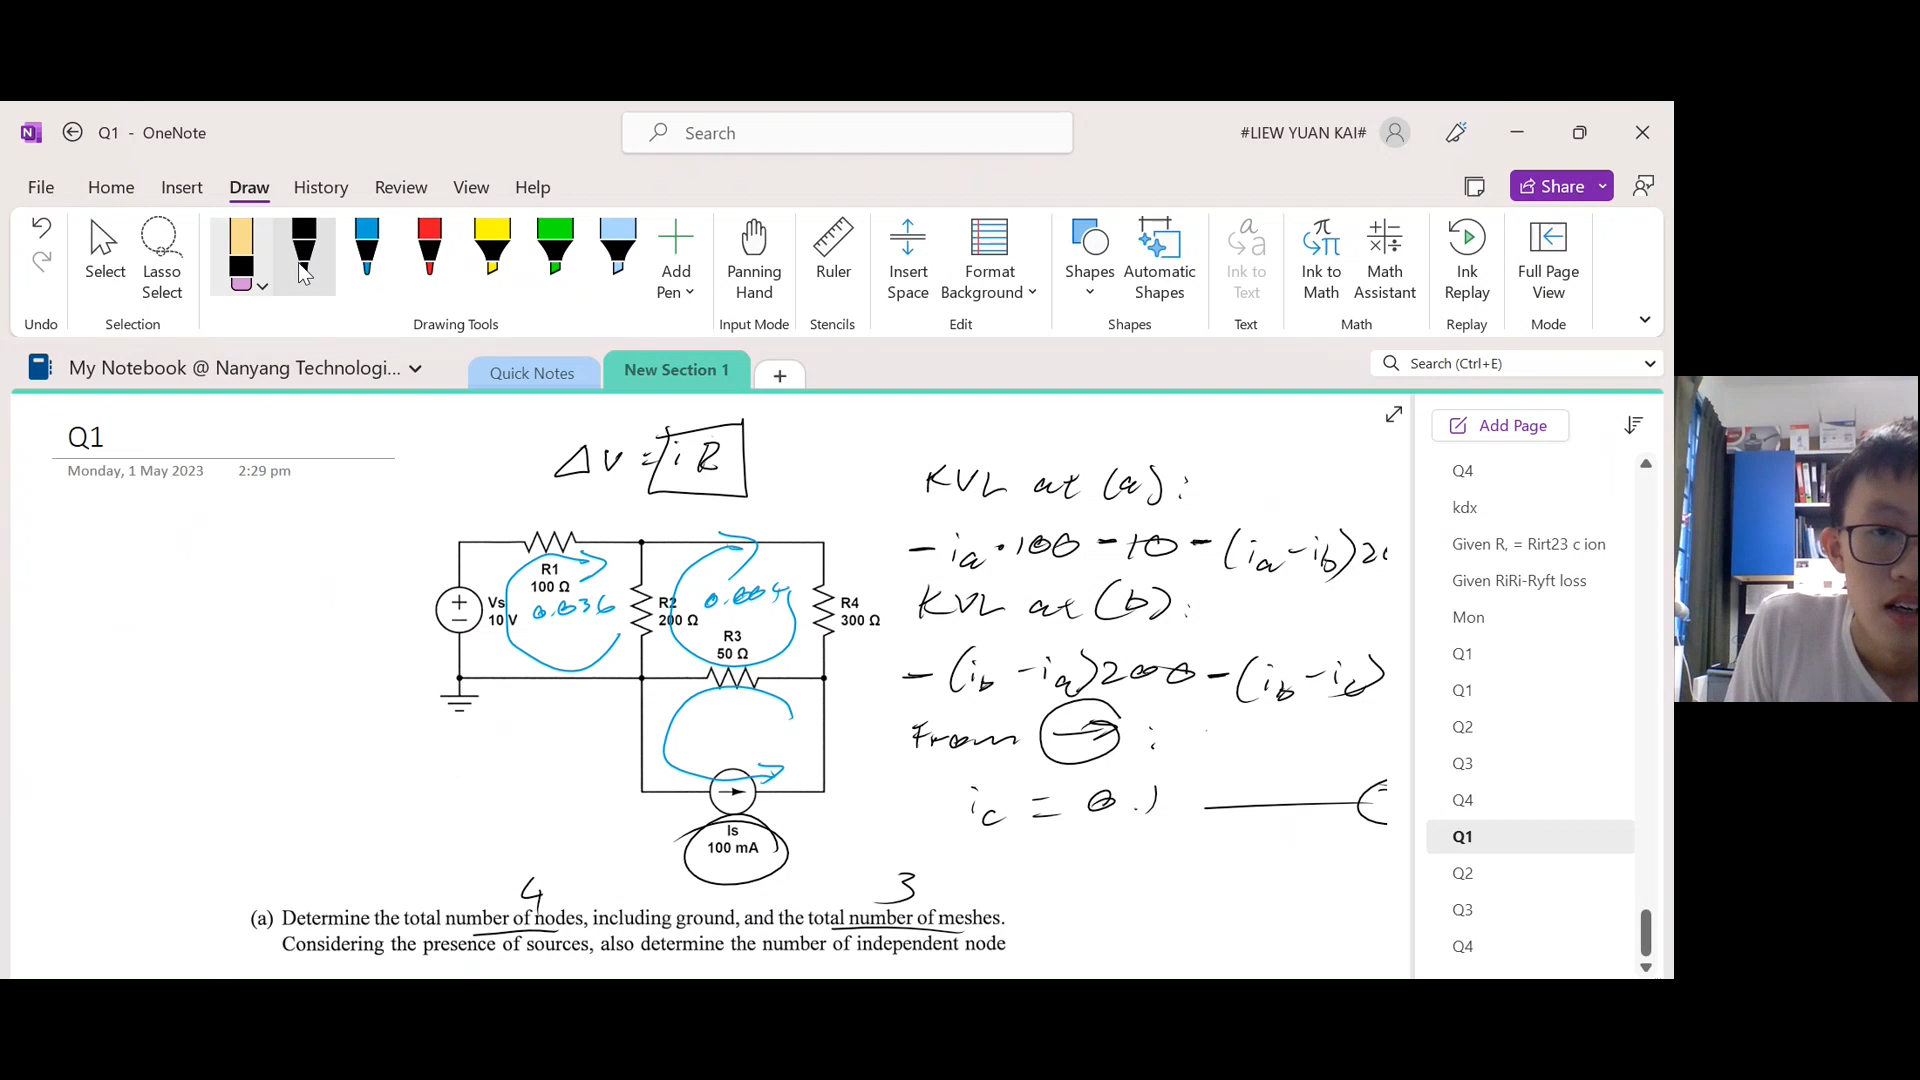 Q1 - OneNote
Search
#LIEW YUAN KAI#
File Home Insert Draw History Review View Help
Share
Select
Lasso Select
Add Pen
Panning Hand
Ruler
Insert Space
Format Background
Shapes
Automatic Shapes
Ink to Text
Ink to Math
Math Assistant
Ink Replay
Full Page View
Undo
Selection
Drawing Tools
Input Mode
Stencils
Edit
Shapes
Text
Math
Replay
Mode
My Notebook @ Nanyang Technologi...
Quick Notes
New Section 1
Search (Ctrl+E)
Q1
Monday, 1 May 2023 2:29 pm
Δv = iR
R1
100 Ω
0.036
Vs
10 V
R2
200 Ω
0.004
R3
50 Ω
R4
300 Ω
Is
100 mA
KVL at (a):
- ia · 100 - 10 - (ia - ib)20
KVL at (b):
- (ib - ia)200 - (ib - ic)
From → :
ic = 0.1
4
3
(a) Determine the total number of nodes, including ground, and the total number of meshes.
Considering the presence of sources, also determine the number of independent node
Add Page
Q4
kdx
Given R, = Rirt23 c ion
Given RiRi-Ryft loss
Mon
Q1
Q1
Q2
Q3
Q4
Q1
Q2
Q3
Q4